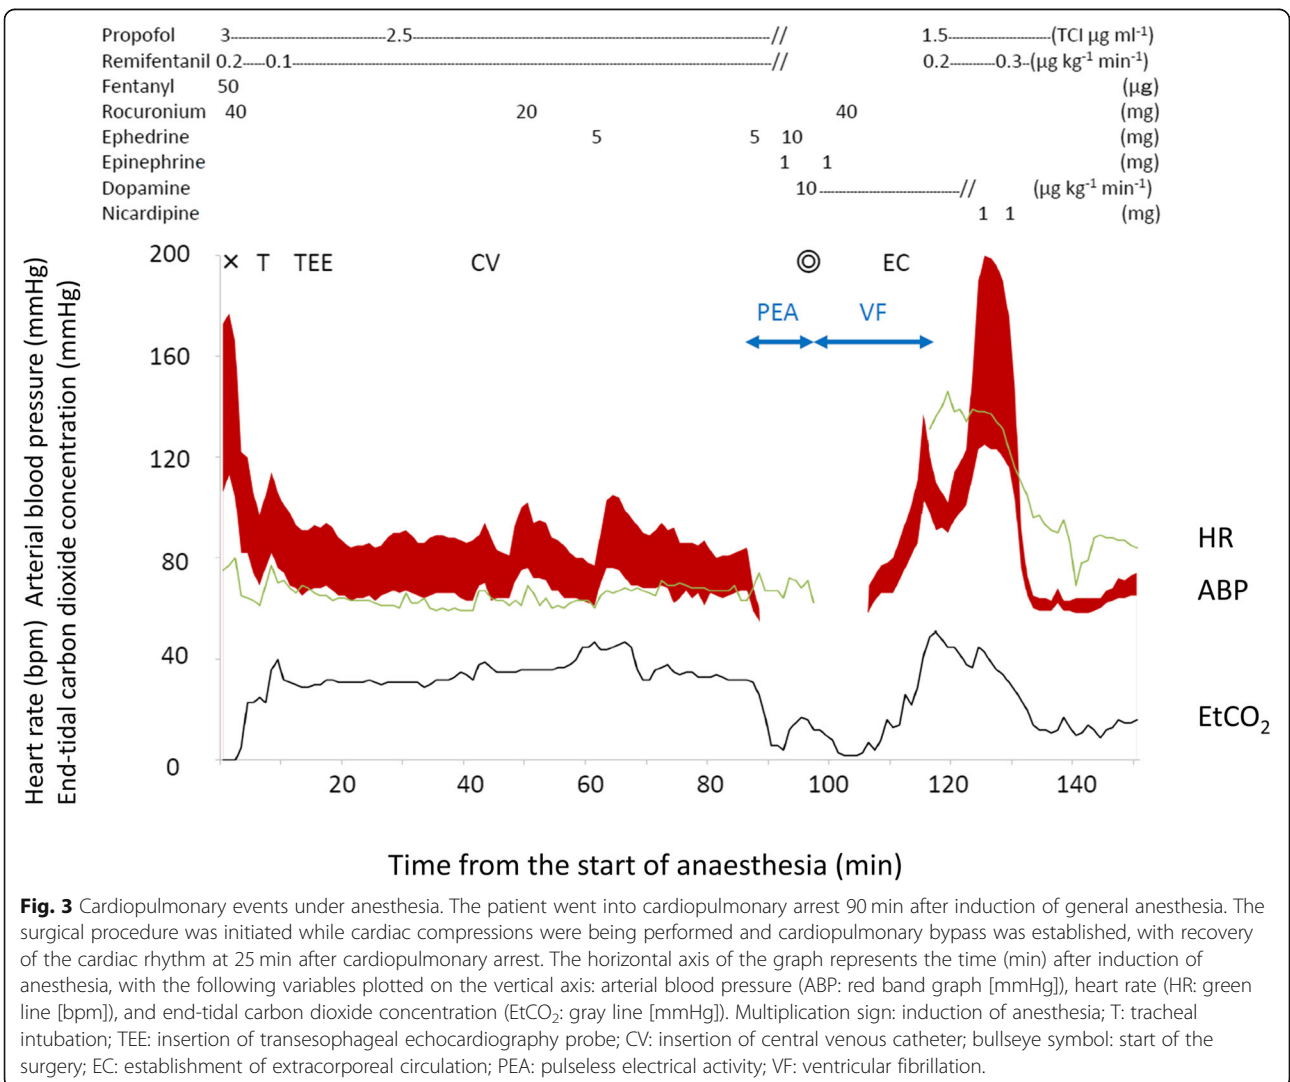 Propofol 3 2.5 // 1.5 (TCI µg ml-1)
Remifentanil 0.2 0.1 // 0.2 0.3 (µg kg-1 min-1)
Fentanyl 50 (µg)
Rocuronium 40 20 40 (mg)
Ephedrine 5 5 10 (mg)
Epinephrine 1 1 (mg)
Dopamine 10 // (µg kg-1 min-1)
Nicardipine 1 1 (mg)
Heart rate (bpm) Arterial blood pressure (mmHg)
End-tidal carbon dioxide concentration (mmHg)
200
160
120
80
40
0
× T TEE CV ◎ EC
PEA VF
HR
ABP
EtCO2
20 40 60 80 100 120 140
Time from the start of anaesthesia (min)
Fig. 3 Cardiopulmonary events under anesthesia. The patient went into cardiopulmonary arrest 90 min after induction of general anesthesia. The
surgical procedure was initiated while cardiac compressions were being performed and cardiopulmonary bypass was established, with recovery
of the cardiac rhythm at 25 min after cardiopulmonary arrest. The horizontal axis of the graph represents the time (min) after induction of
anesthesia, with the following variables plotted on the vertical axis: arterial blood pressure (ABP: red band graph [mmHg]), heart rate (HR: green
line [bpm]), and end-tidal carbon dioxide concentration (EtCO2: gray line [mmHg]). Multiplication sign: induction of anesthesia; T: tracheal
intubation; TEE: insertion of transesophageal echocardiography probe; CV: insertion of central venous catheter; bullseye symbol: start of the
surgery; EC: establishment of extracorporeal circulation; PEA: pulseless electrical activity; VF: ventricular fibrillation.